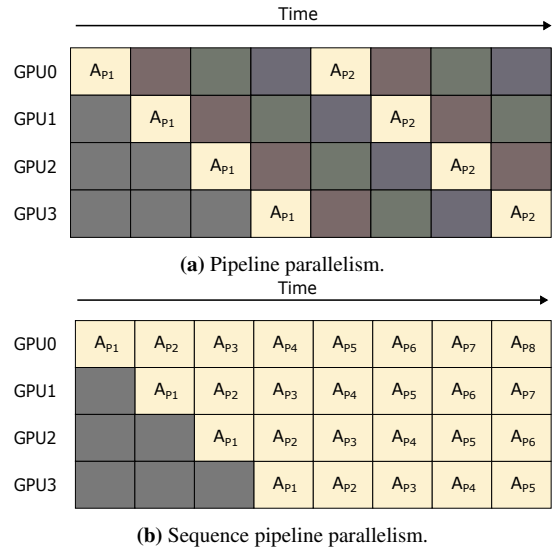 Time
GPU0 A_P1 A_P2
GPU1 A_P1 A_P2
GPU2 A_P1 A_P2
GPU3 A_P1 A_P2
(a) Pipeline parallelism.
Time
GPU0 A_P1 A_P2 A_P3 A_P4 A_P5 A_P6 A_P7 A_P8
GPU1 A_P1 A_P2 A_P3 A_P4 A_P5 A_P6 A_P7
GPU2 A_P1 A_P2 A_P3 A_P4 A_P5 A_P6
GPU3 A_P1 A_P2 A_P3 A_P4 A_P5
(b) Sequence pipeline parallelism.